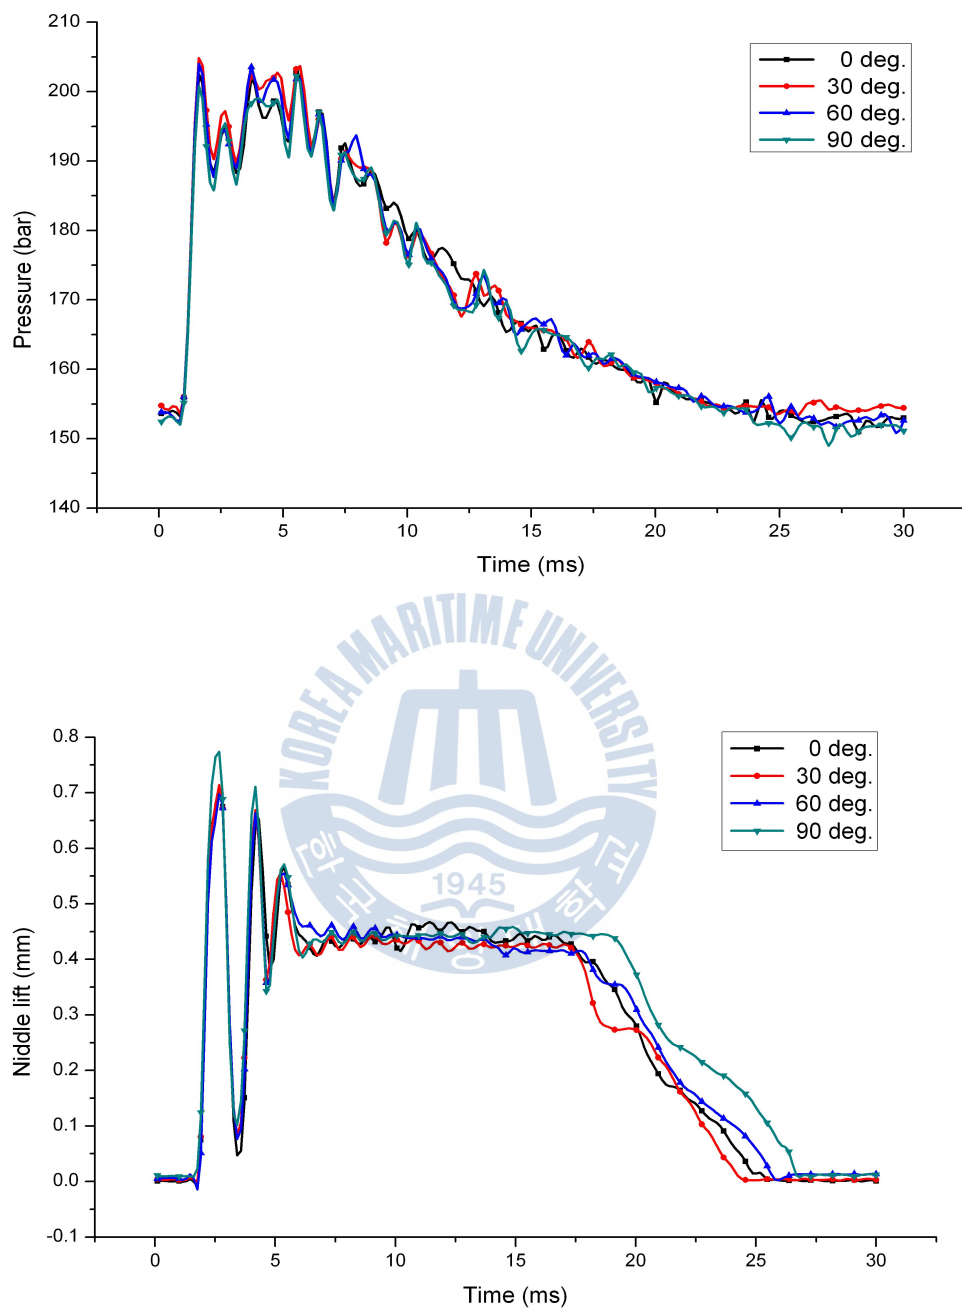 210
200
190
180
170
160
150
140
Pressure (bar)
0 deg.
30 deg.
60 deg.
90 deg.
0
5
10
15
20
25
30
Time (ms)
KOREA MARITIME UNIVERSITY
1945
0.8
0.7
0.6
0.5
0.4
0.3
0.2
0.1
0.0
-0.1
Niddle lift (mm)
0 deg.
30 deg.
60 deg.
90 deg.
0
5
10
15
20
25
30
Time (ms)